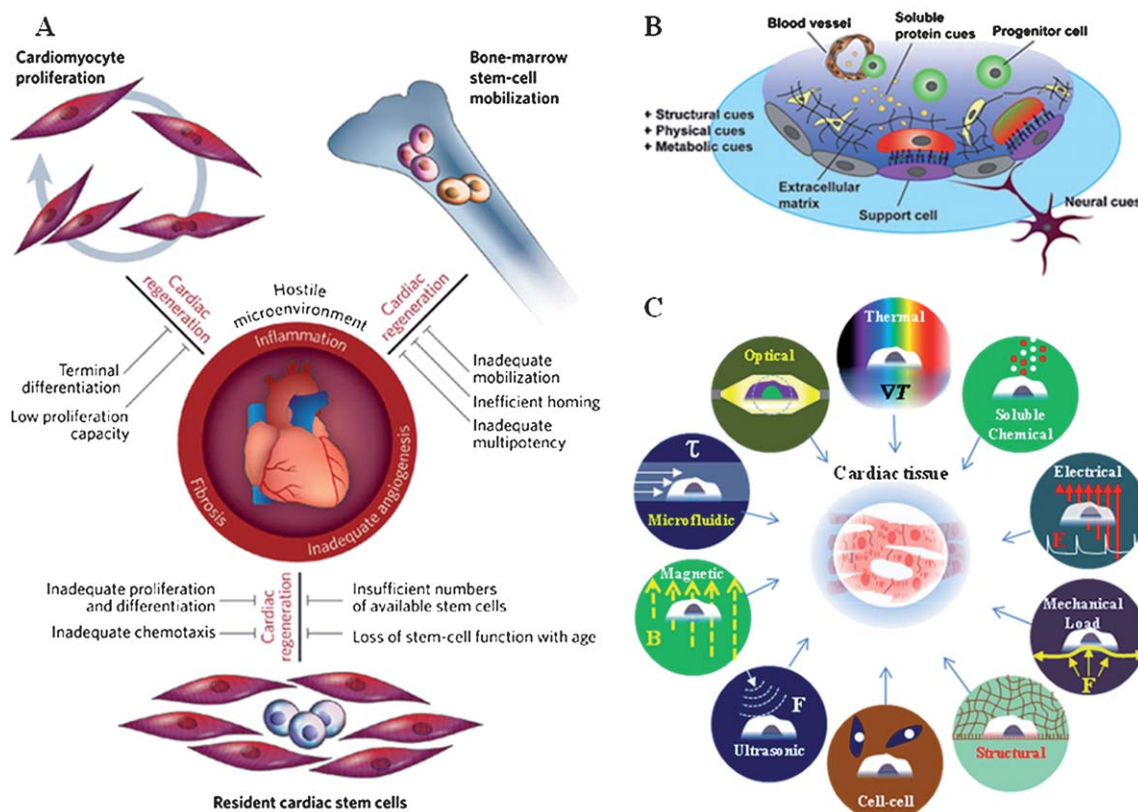 A
Cardiomyocyte
proliferation
Bone-marrow
stem-cell
mobilization
Cardiac
regeneration
Hostile
microenvironment
Cardiac
regeneration
Inflammation
Fibrosis
Inadequate angiogenesis
Terminal
differentiation
Low proliferation
capacity
Inadequate
mobilization
Inefficient homing
Inadequate
multipotency
Inadequate proliferation
and differentiation
Inadequate chemotaxis
Cardiac
regeneration
Insufficient numbers
of available stem cells
Loss of stem-cell function with age
Resident cardiac stem cells
B
Blood vessel
Soluble
protein cues
Progenitor cell
+ Structural cues
+ Physical cues
+ Metabolic cues
Extracellular
matrix
Support cell
Neural cues
C
Thermal
∇T
Optical
Soluble
Chemical
τ
Microfluidic
Cardiac tissue
Electrical
E
Magnetic
B
Mechanical
Load
F
F
Ultrasonic
Cell-cell
Structural